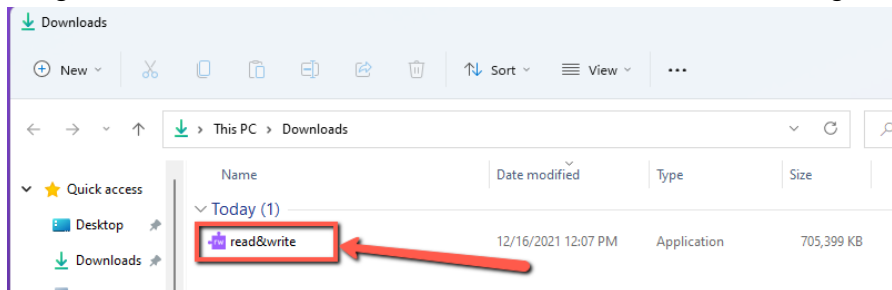 Downloads
New Sort View ...
This PC > Downloads
Name Date modified Type Size
Quick access
Today (1)
Desktop
rw read&write 12/16/2021 12:07 PM Application 705,399 KB
Downloads